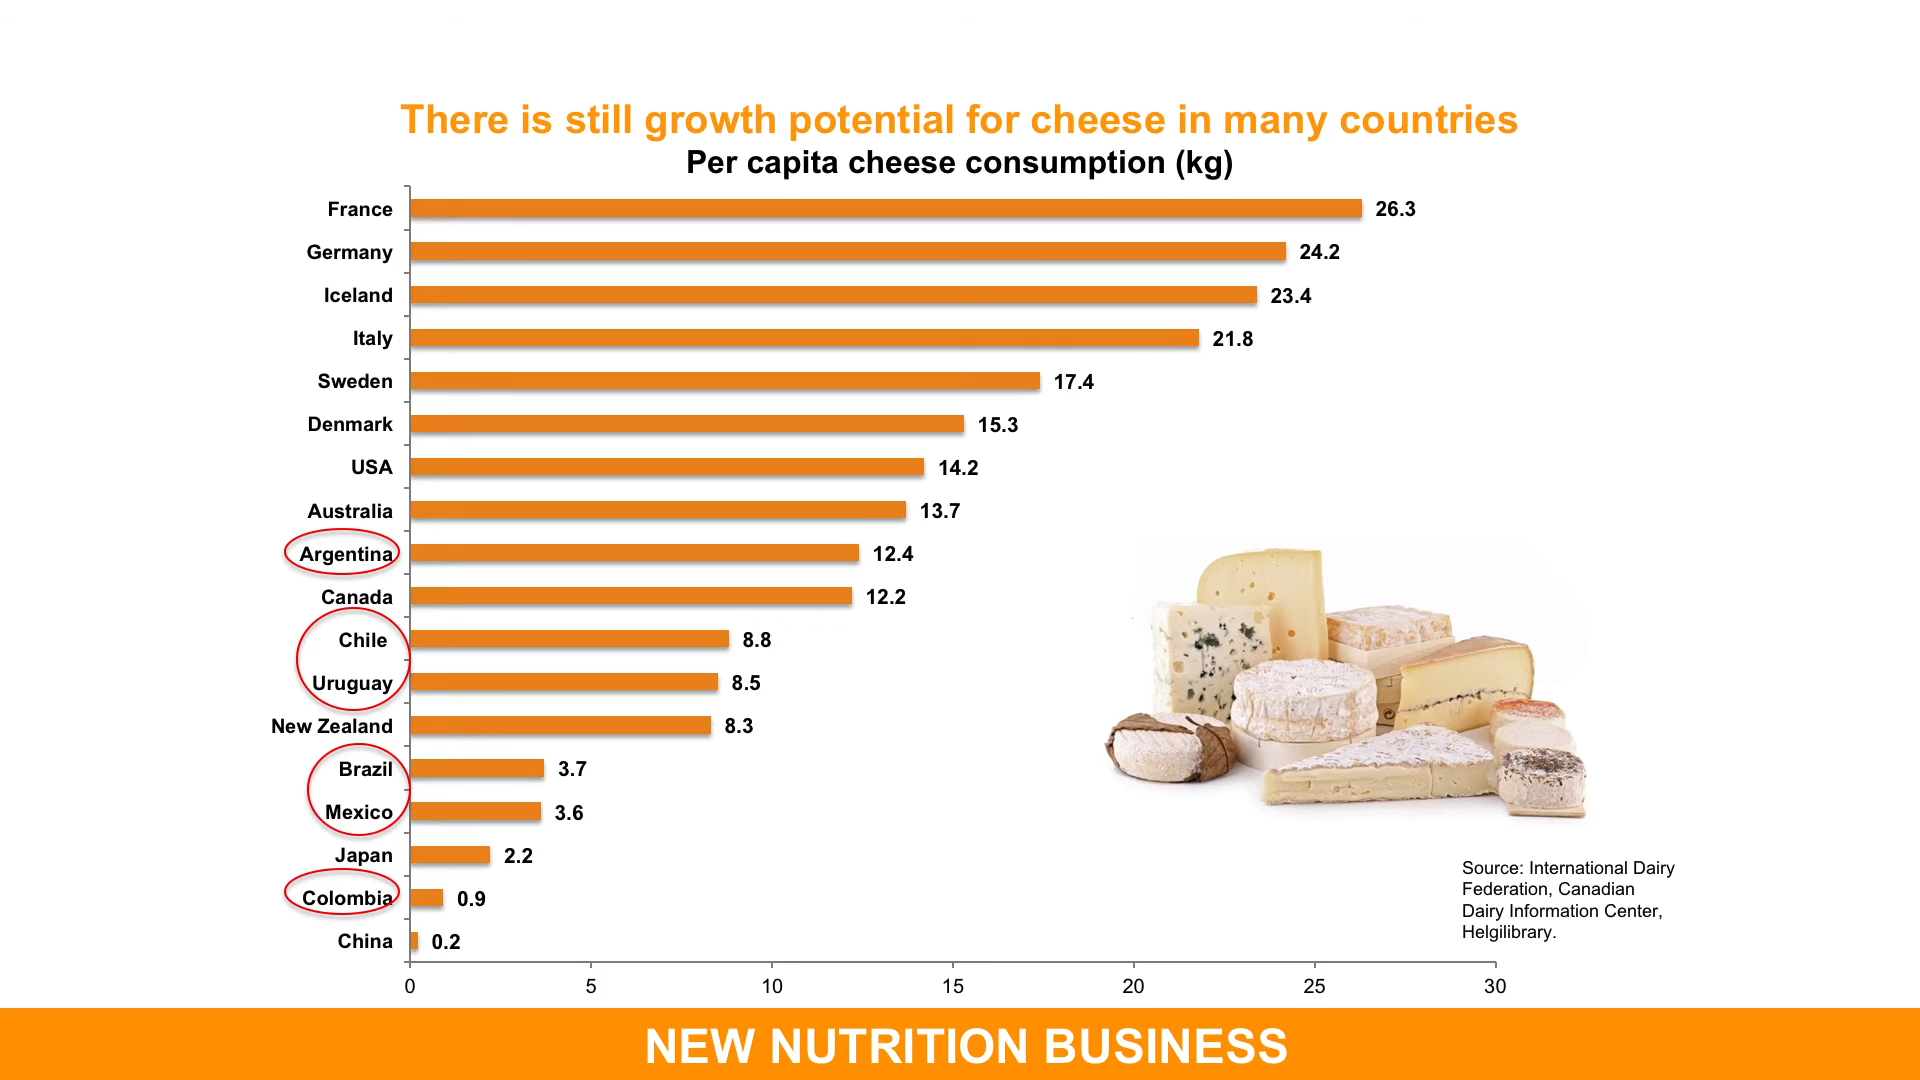 There is still growth potential for cheese in many countries
Per capita cheese consumption (kg)
France 26.3
Germany 24.2
Iceland 23.4
Italy 21.8
Sweden 17.4
Denmark 15.3
USA 14.2
Australia 13.7
Argentina 12.4
Canada 12.2
Chile 8.8
Uruguay 8.5
New Zealand 8.3
Brazil 3.7
Mexico 3.6
Japan 2.2
Colombia 0.9
China 0.2
0 5 10 15 20 25 30
Source: International Dairy
Federation, Canadian
Dairy Information Center,
Helgilibrary.
NEW NUTRITION BUSINESS